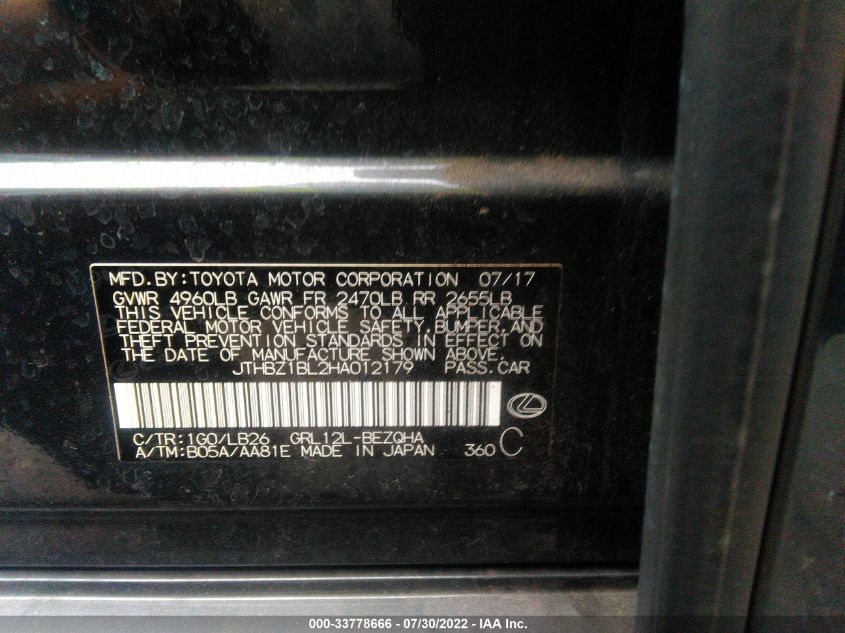 MFD.BY:TOYOTA MOTOR CORPORATION 07/17
GVWR 4960LB GAWR FR 2470LB RR 2655LB
THIS VEHICLE CONFORMS TO ALL APPLICABLE
FEDERAL MOTOR VEHICLE SAFETY,BUMPER,AND
THEFT PREVENTION STANDARDS IN EFFECT ON
THE DATE OF MANUFACTURE SHOWN ABOVE.
JTHBZ1BL2HA012179 PASS.CAR
C/TR:1G0/LB26 GRL12L-BEZQHA
A/TM:B05A/AA81E MADE IN JAPAN 360 C
000-33778666 - 07/30/2022 - IAA Inc.